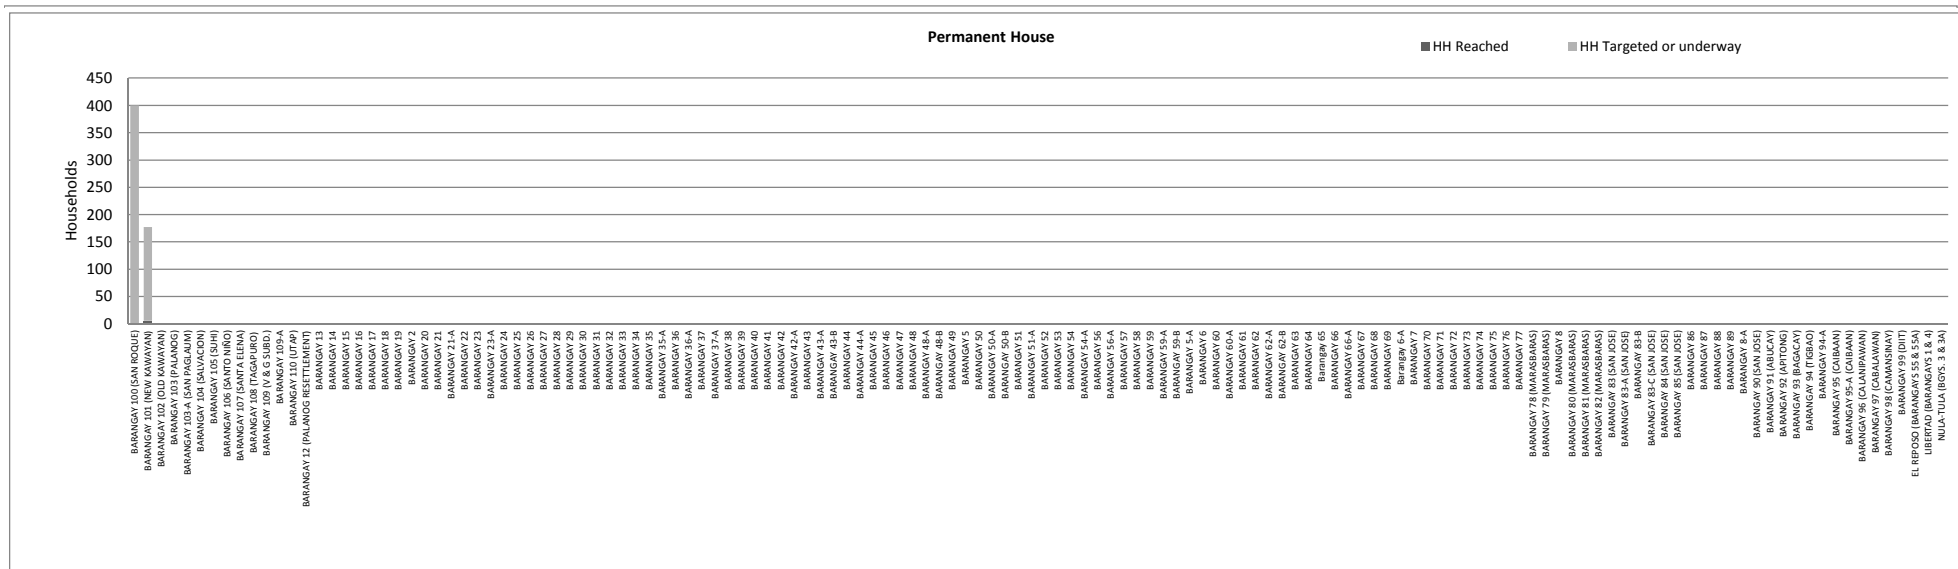 Permanent House
HH Reached
HH Targeted or underway
Households
450
400
350
300
250
200
150
100
50
0
BARANGAY 100 (SAN ROQUE)
BARANGAY 101 (NEW KAWAYAN)
BARANGAY 102 (OLD KAWAYAN)
BARANGAY 103 (PALANOG)
BARANGAY 103-A (SAN PAGLAUM)
BARANGAY 104 (SALVACION)
BARANGAY 105 (SUHI)
BARANGAY 106 (SANTO NIÑO)
BARANGAY 107 (SANTA ELENA)
BARANGAY 108 (TAGAPURO)
BARANGAY 109 (V & G SUBD.)
BARANGAY 109-A
BARANGAY 110 (UTAP)
BARANGAY 12 (PALANOG RESETTLEMENT)
BARANGAY 13
BARANGAY 14
BARANGAY 15
BARANGAY 16
BARANGAY 17
BARANGAY 18
BARANGAY 19
BARANGAY 2
BARANGAY 20
BARANGAY 21
BARANGAY 21-A
BARANGAY 22
BARANGAY 23
BARANGAY 23-A
BARANGAY 24
BARANGAY 25
BARANGAY 26
BARANGAY 27
BARANGAY 28
BARANGAY 29
BARANGAY 30
BARANGAY 31
BARANGAY 32
BARANGAY 33
BARANGAY 34
BARANGAY 35
BARANGAY 35-A
BARANGAY 36
BARANGAY 36-A
BARANGAY 37
BARANGAY 37-A
BARANGAY 38
BARANGAY 39
BARANGAY 40
BARANGAY 41
BARANGAY 42
BARANGAY 42-A
BARANGAY 43
BARANGAY 43-A
BARANGAY 43-B
BARANGAY 44
BARANGAY 44-A
BARANGAY 45
BARANGAY 46
BARANGAY 47
BARANGAY 48
BARANGAY 48-A
BARANGAY 48-B
BARANGAY 49
BARANGAY 5
BARANGAY 50
BARANGAY 50-A
BARANGAY 50-B
BARANGAY 51
BARANGAY 51-A
BARANGAY 52
BARANGAY 53
BARANGAY 54
BARANGAY 54-A
BARANGAY 56
BARANGAY 56-A
BARANGAY 57
BARANGAY 58
BARANGAY 59
BARANGAY 59-A
BARANGAY 59-B
BARANGAY 5-A
BARANGAY 6
BARANGAY 60
BARANGAY 60-A
BARANGAY 61
BARANGAY 62
BARANGAY 62-A
BARANGAY 62-B
BARANGAY 63
BARANGAY 64
Barangay 65
BARANGAY 66
BARANGAY 66-A
BARANGAY 67
BARANGAY 68
BARANGAY 69
Barangay 6-A
BARANGAY 7
BARANGAY 70
BARANGAY 71
BARANGAY 72
BARANGAY 73
BARANGAY 74
BARANGAY 75
BARANGAY 76
BARANGAY 77
BARANGAY 78 (MARASBARAS)
BARANGAY 79 (MARASBARAS)
BARANGAY 8
BARANGAY 80 (MARASBARAS)
BARANGAY 81 (MARASBARAS)
BARANGAY 82 (MARASBARAS)
BARANGAY 83 (SAN JOSE)
BARANGAY 83-A (SAN JOSE)
BARANGAY 83-B
BARANGAY 83-C (SAN JOSE)
BARANGAY 84 (SAN JOSE)
BARANGAY 85 (SAN JOSE)
BARANGAY 86
BARANGAY 87
BARANGAY 88
BARANGAY 89
BARANGAY 8-A
BARANGAY 90 (SAN JOSE)
BARANGAY 91 (ABUCAY)
BARANGAY 92 (APITONG)
BARANGAY 93 (BAGACAY)
BARANGAY 94 (TIGBAO)
BARANGAY 94-A
BARANGAY 95 (CAIBAAN)
BARANGAY 95-A (CAIBAAN)
BARANGAY 96 (CALANIPAWAN)
BARANGAY 97 (CABALAWAN)
BARANGAY 98 (CAMANSINAY)
BARANGAY 99 (DIIT)
EL REPOSO (BARANGAYS 55 & 55A)
LIBERTAD (BARANGAYS 1 & 4)
NULA-TULA (BGYS. 3 & 3A)